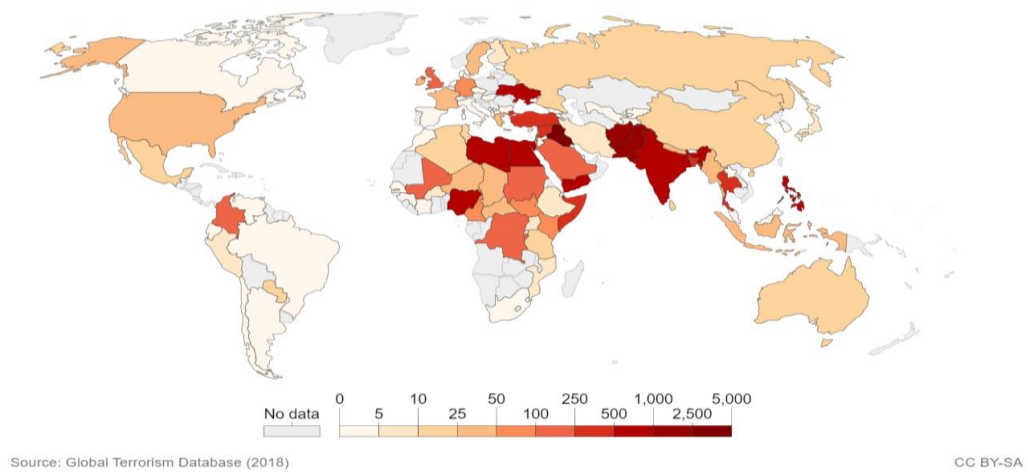 0 10 50 250 1,000 5,000
No data 5 25 100 500 2,500
Source: Global Terrorism Database (2018) CC BY-SA